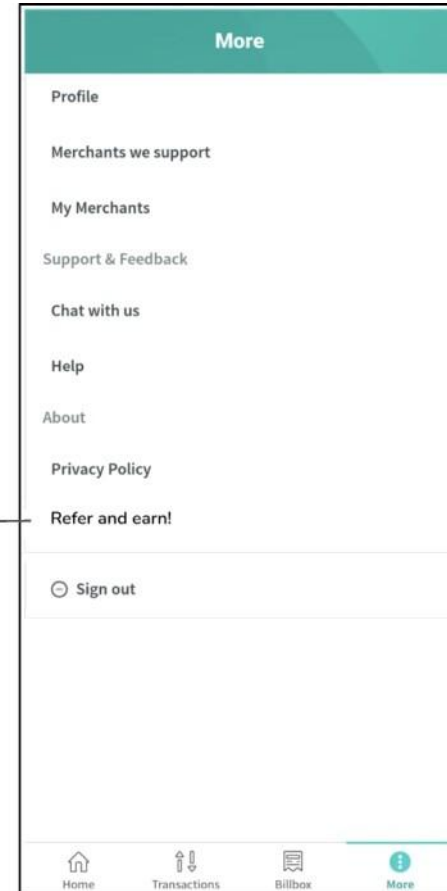 More
Profile
Merchants we support
My Merchants
Support & Feedback
Chat with us
Help
About
Privacy Policy
Refer and earn!
Sign out
Home Transactions Billbox More